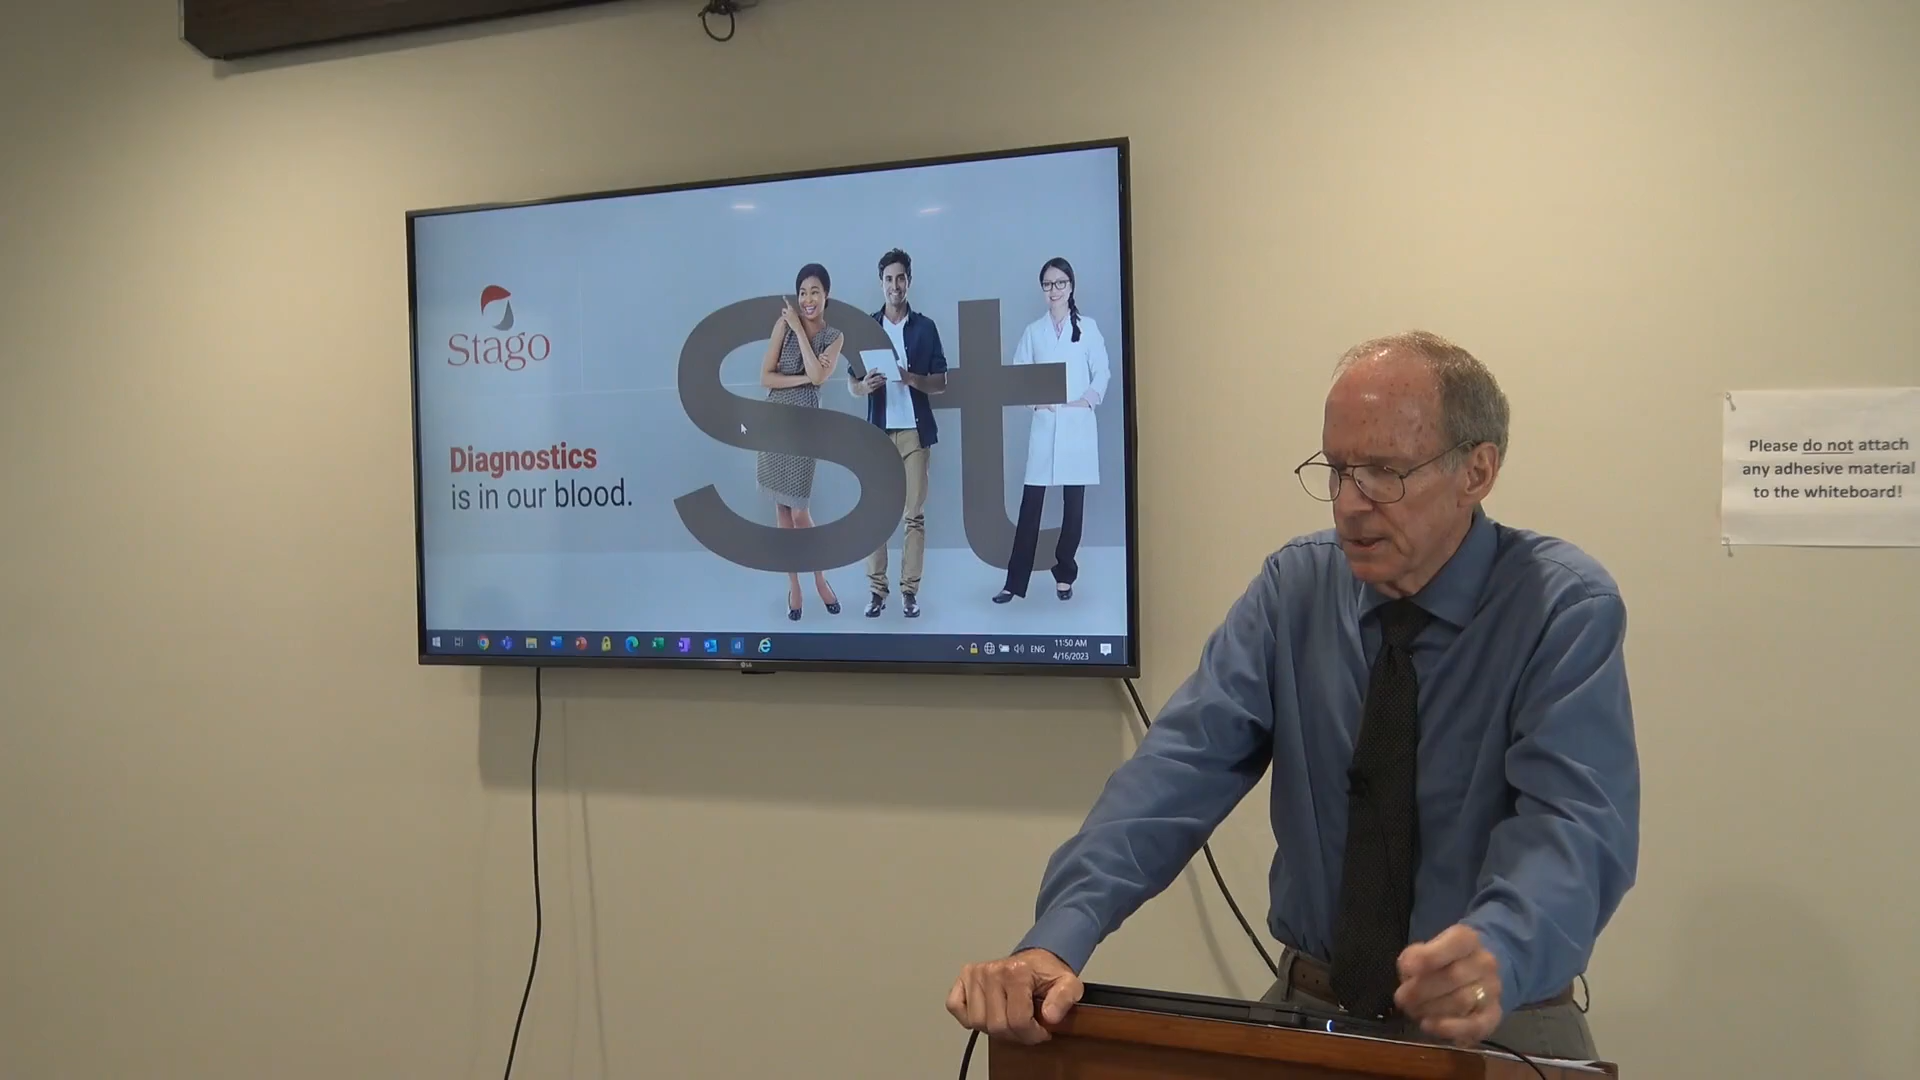 Stago
Diagnostics
is in our blood.
St
ENG
11:50 AM
4/16/2023
LG
Please do not attach
any adhesive material
to the whiteboard!